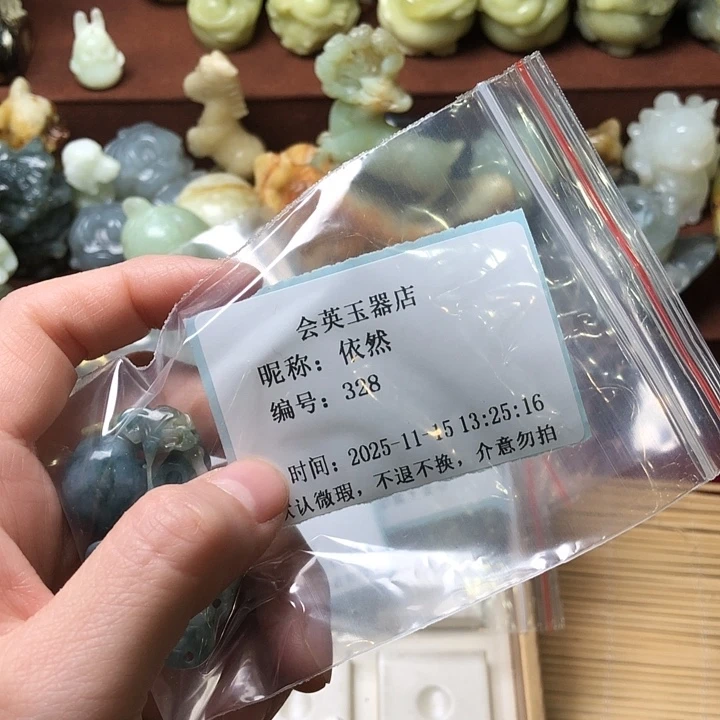 会英玉器店
昵称：依然
编号：328
时间：2025-11-15 13:25:16
认微瑕，不退不换，介意勿拍